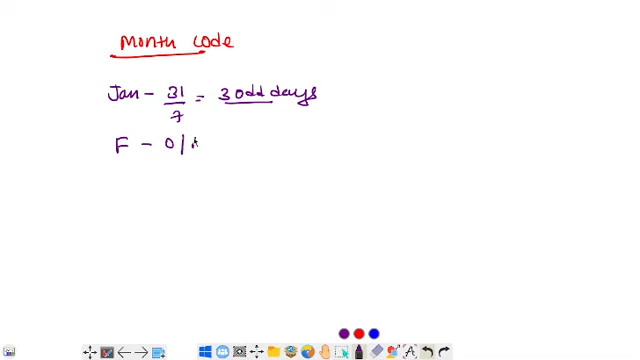 Month code
Jan - 31/7 = 3 odd days
F - 0/